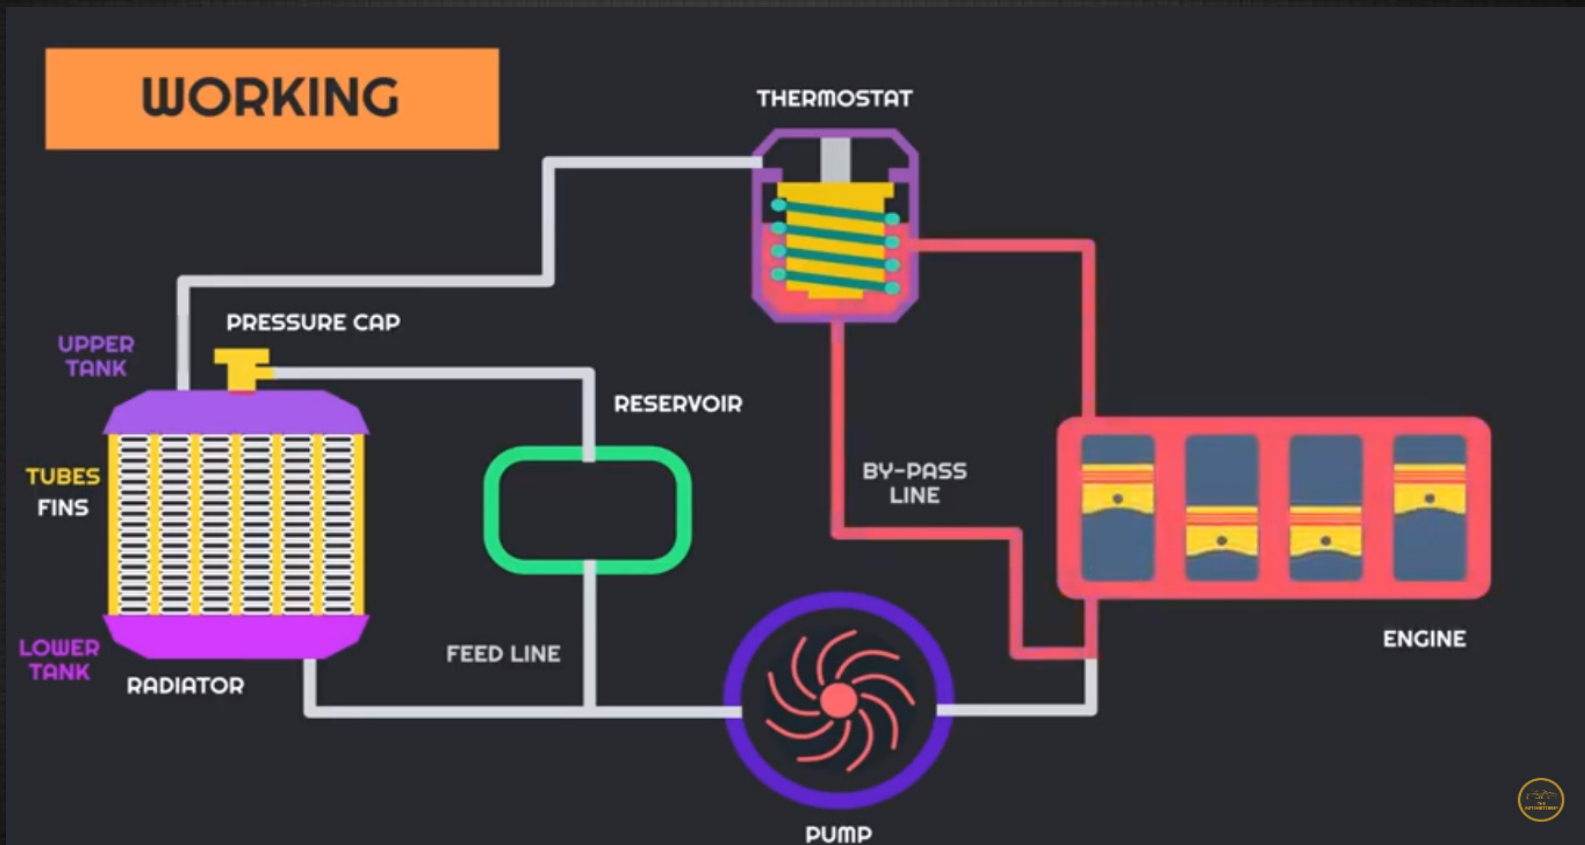 WORKING
THERMOSTAT
PRESSURE CAP
UPPER
TANK
RESERVOIR
TUBES
FINS
BY-PASS
LINE
LOWER
TANK
RADIATOR
FEED LINE
ENGINE
PUMP